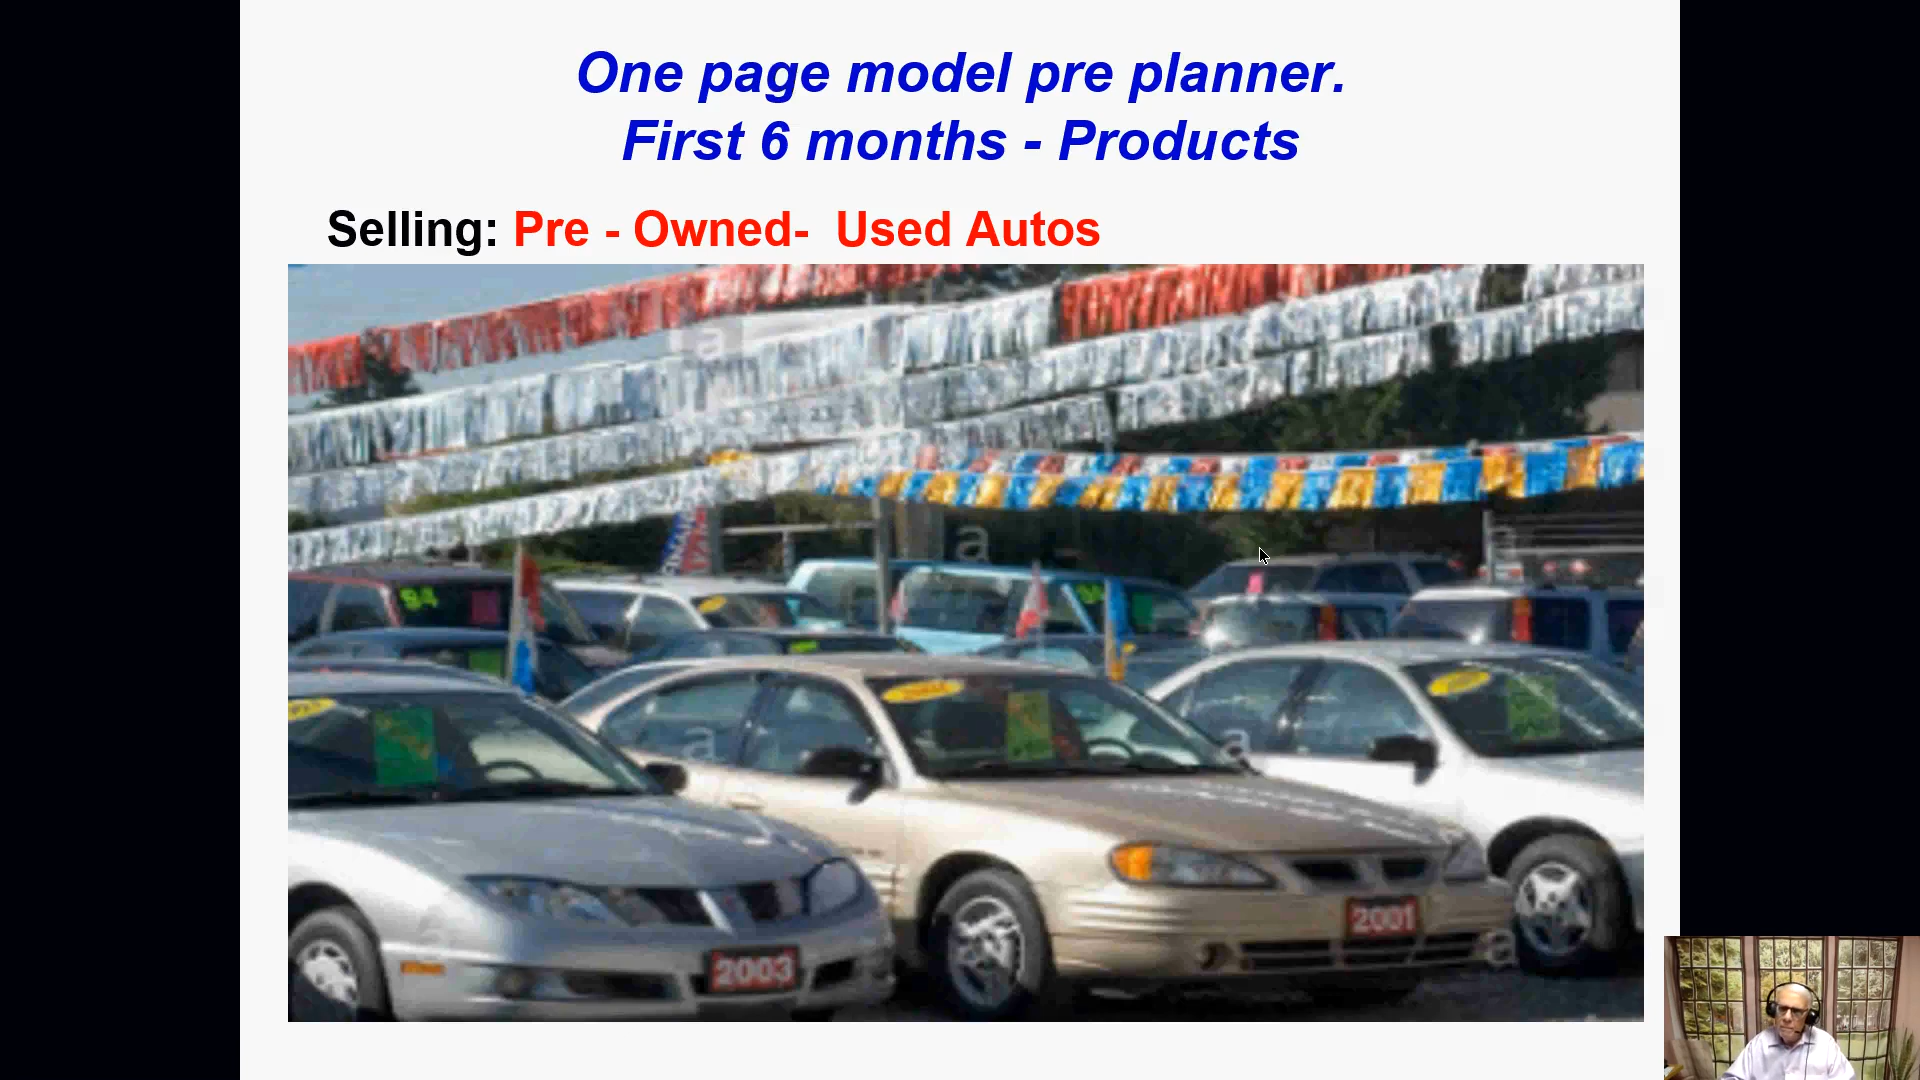 One page model pre planner.
First 6 months - Products
Selling: Pre - Owned-  Used Autos
a
a
a
a
a
a
94
2003
2001